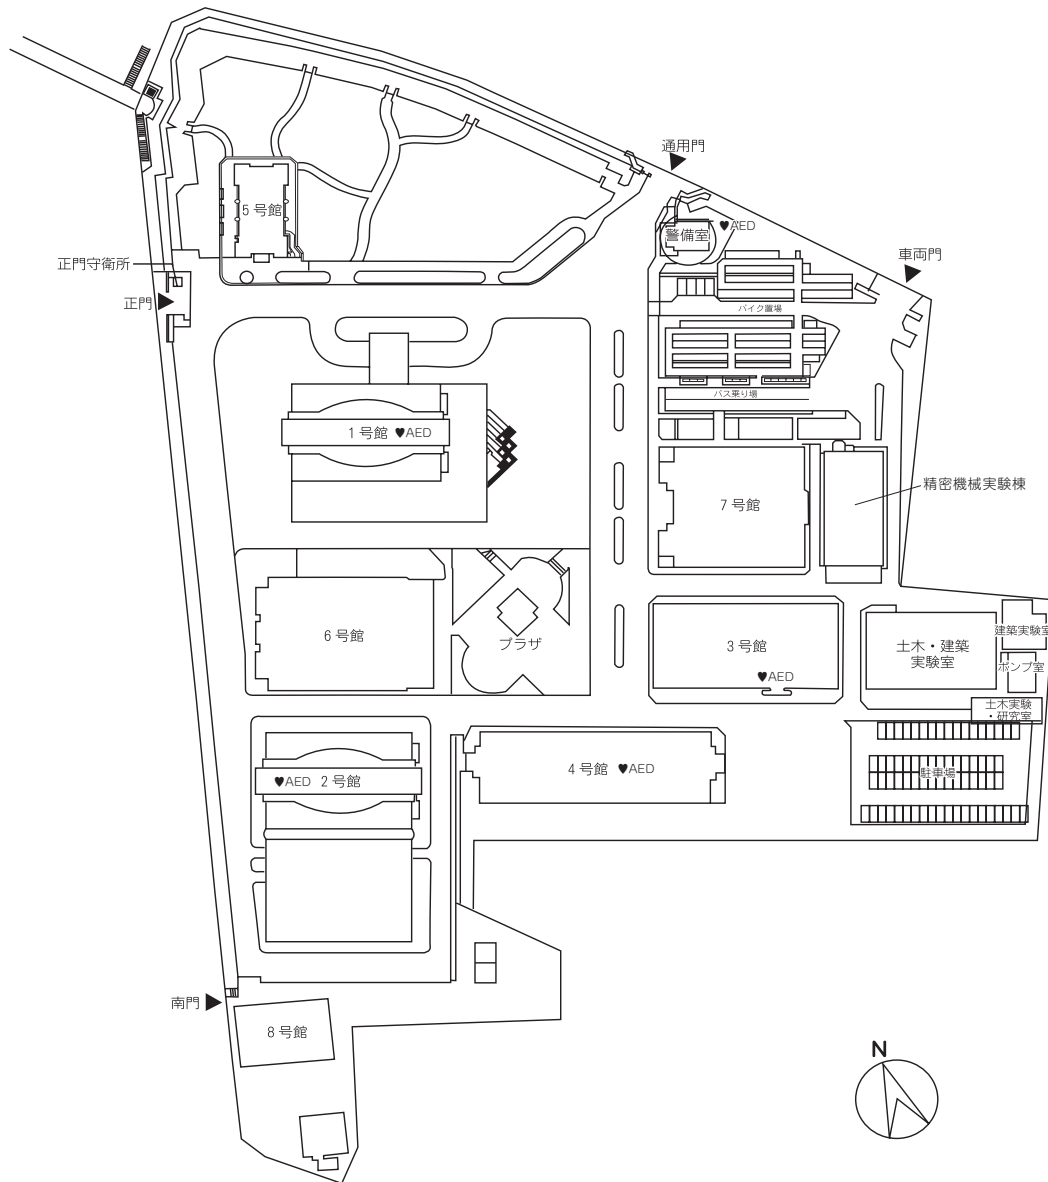 通用門
5 号館
警備室
♥AED
正門守衛所
車両門
正門
バイク置場
バス乗り場
1 号館 ♥AED
精密機械実験棟
7 号館
6 号館
プラザ
3 号館
♥AED
土木・建築
実験室
建築実験室
ポンプ室
土木実験
・研究室
♥AED 2 号館
4 号館 ♥AED
駐車場
南門
8 号館
N